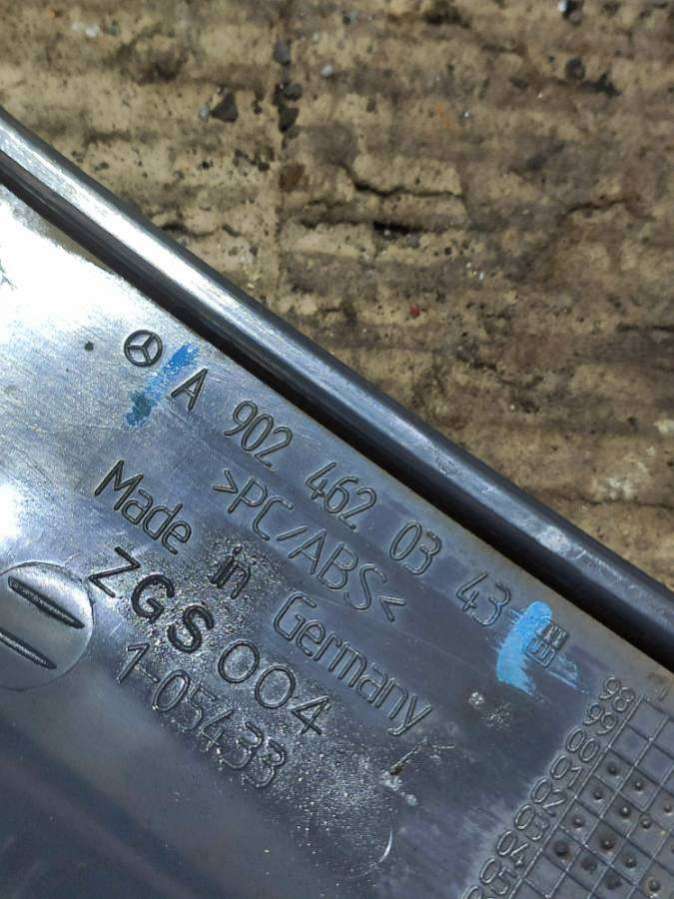 A 902 462 03 43
>PC/ABS<
Made in Germany
ZGS 004
1-05433